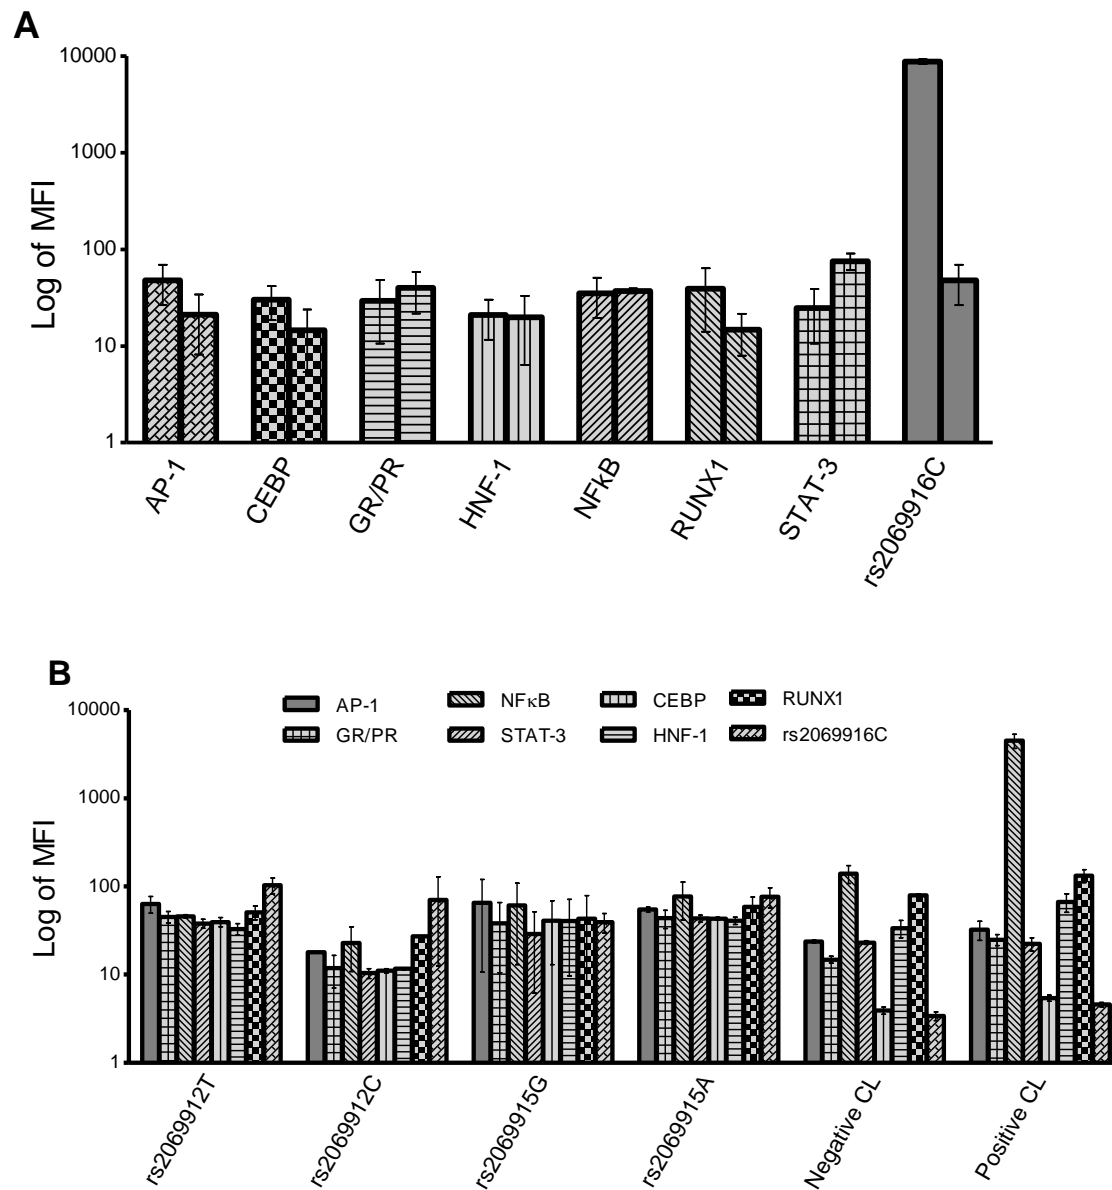 A
10000
1000
100
10
1
Log of MFI
AP-1
CEBP
GR/PR
HNF-1
NFkB
RUNX1
STAT-3
rs2069916C
B
AP-1
NFκB
CEBP
RUNX1
GR/PR
STAT-3
HNF-1
rs2069916C
10000
1000
100
10
1
Log of MFI
rs2069912T
rs2069912C
rs2069915G
rs2069915A
Negative CL
Positive CL